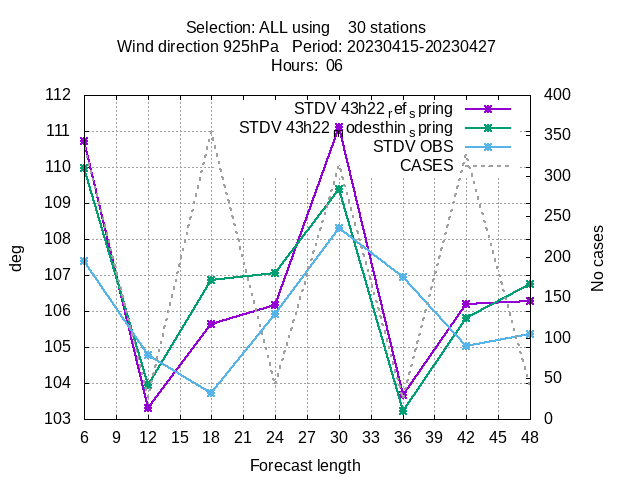 Selection: ALL using 30 stations
Wind direction 925hPa Period: 20230415-20230427
Hours: 06
112
111
110
109
108
107
106
105
104
103
deg
400
350
300
250
200
150
100
50
0
No cases
STDV 43h22 ref spring
STDV 43h22 nodesthin spring
STDV OBS
CASES
6 9 12 15 18 21 24 27 30 33 36 39 42 45 48
Forecast length